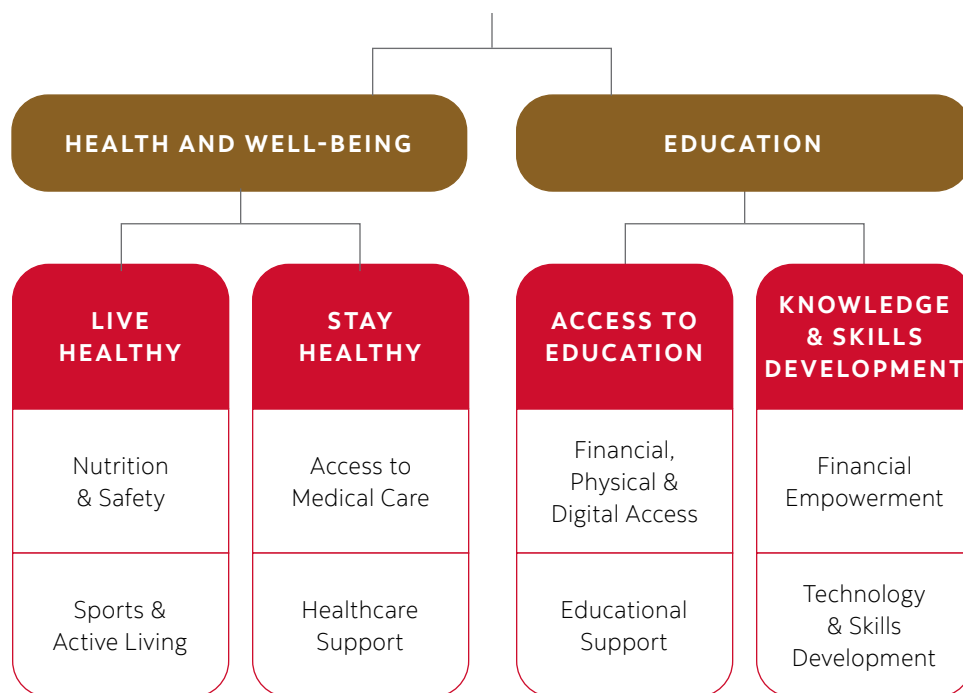 HEALTH AND WELL-BEING
EDUCATION
LIVE
HEALTHY
STAY
HEALTHY
ACCESS TO
EDUCATION
KNOWLEDGE
& SKILLS
DEVELOPMENT
Nutrition
& Safety
Access to
Medical Care
Financial,
Physical &
Digital Access
Financial
Empowerment
Sports &
Active Living
Healthcare
Support
Educational
Support
Technology
& Skills
Development